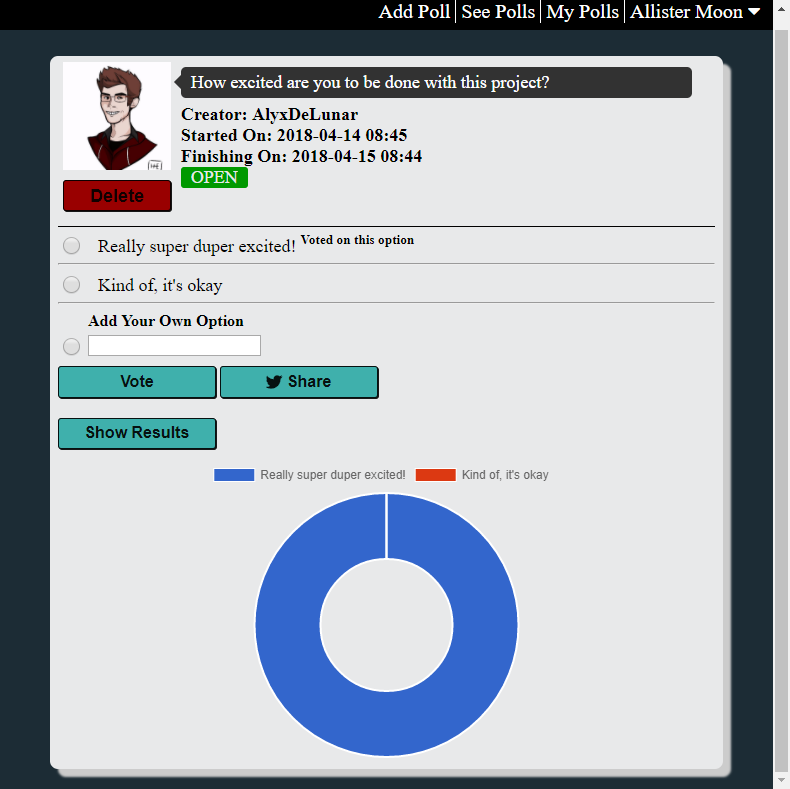 Add Poll See Polls My Polls Allister Moon
How excited are you to be done with this project?
Creator: AlyxDeLunar
Started On: 2018-04-14 08:45
Finishing On: 2018-04-15 08:44
OPEN
Delete
Really super duper excited! Voted on this option
Kind of, it's okay
Add Your Own Option
Vote Share
Show Results
Really super duper excited! Kind of, it's okay